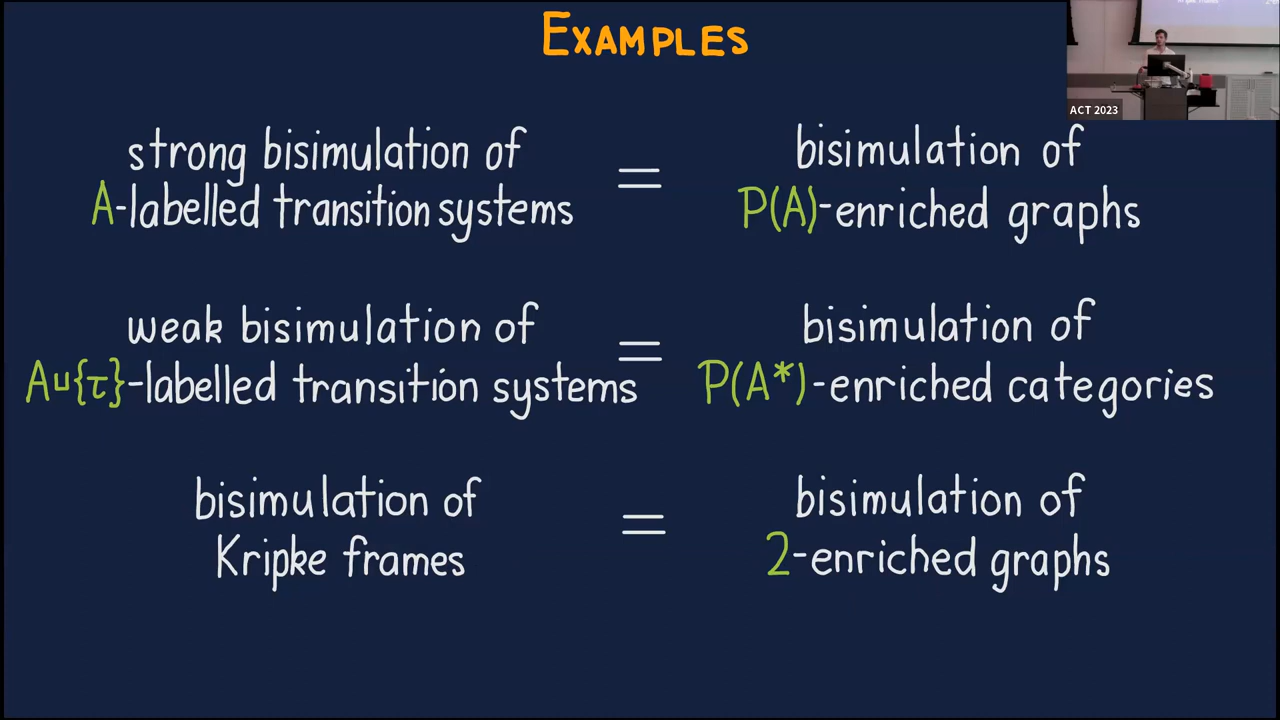 EXAMPLES
ACT 2023
strong bisimulation of
A-labelled transition systems
=
bisimulation of
P(A)-enriched graphs
weak bisimulation of
A⊔{τ}-labelled transition systems
=
bisimulation of
P(A*)-enriched categories
bisimulation of
Kripke frames
=
bisimulation of
2-enriched graphs